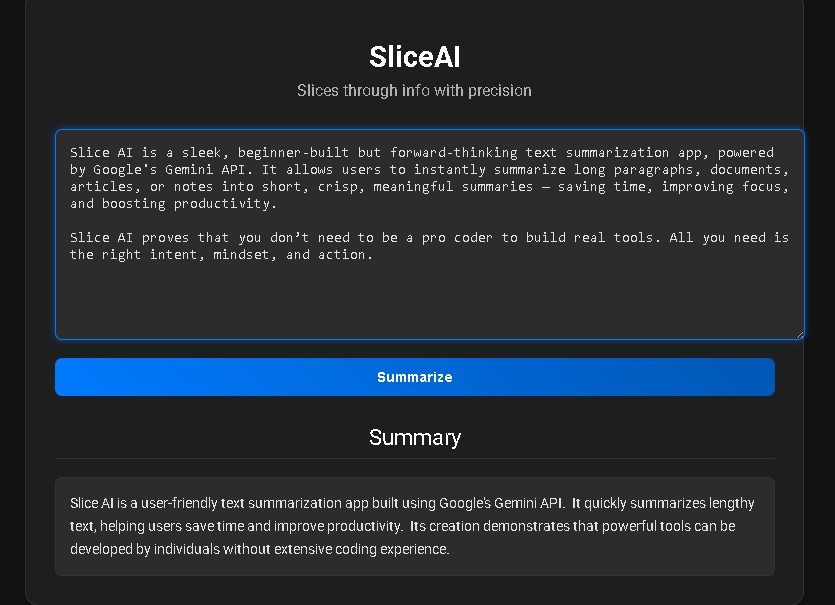 SliceAI
Slices through info with precision
Slice AI is a sleek, beginner-built but forward-thinking text summarization app, powered
by Google's Gemini API. It allows users to instantly summarize long paragraphs, documents,
articles, or notes into short, crisp, meaningful summaries — saving time, improving focus,
and boosting productivity.
Slice AI proves that you don’t need to be a pro coder to build real tools. All you need is
the right intent, mindset, and action.
Summarize
Summary
Slice AI is a user-friendly text summarization app built using Google's Gemini API.  It quickly summarizes lengthy
text, helping users save time and improve productivity.  Its creation demonstrates that powerful tools can be
developed by individuals without extensive coding experience.